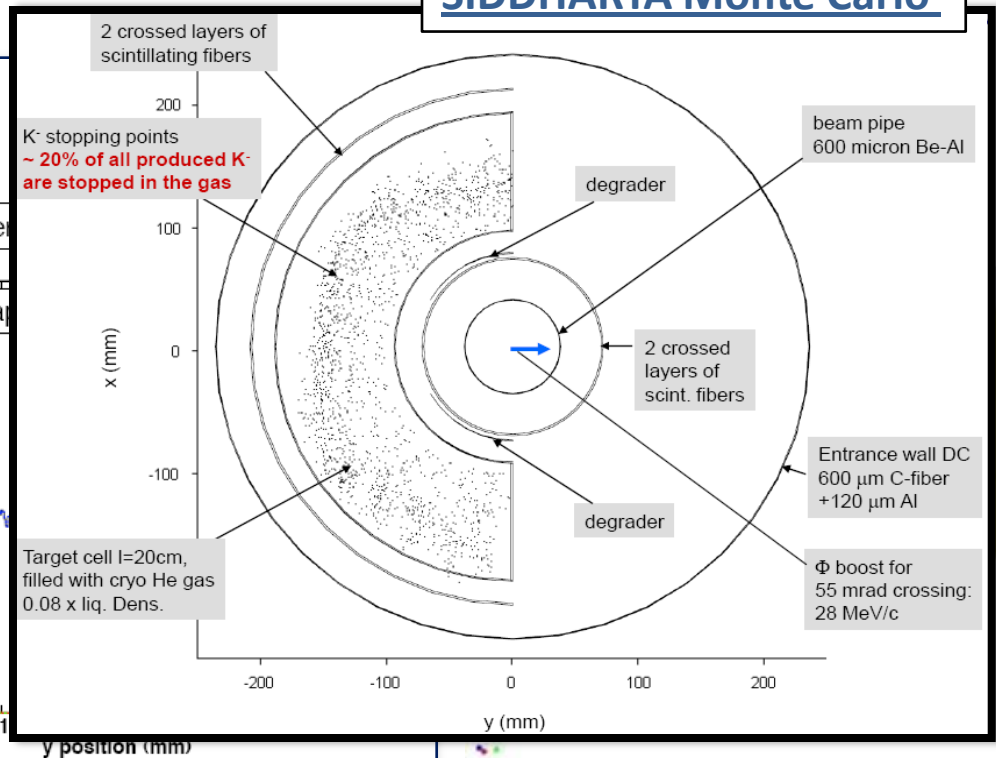 SIDDHARTA Monte Carlo
2 crossed layers of
scintillating fibers
200
K- stopping points
~ 20% of all produced K-
are stopped in the gas
beam pipe
600 micron Be-Al
degrader
100
x (mm)
0
2 crossed
layers of
scint. fibers
-100
Entrance wall DC
600 μm C-fiber
+120 μm Al
degrader
Target cell l=20cm,
filled with cryo He gas
0.08 x liq. Dens.
Φ boost for
55 mrad crossing:
28 MeV/c
-200
-100
0
100
200
y (mm)
y position (mm)